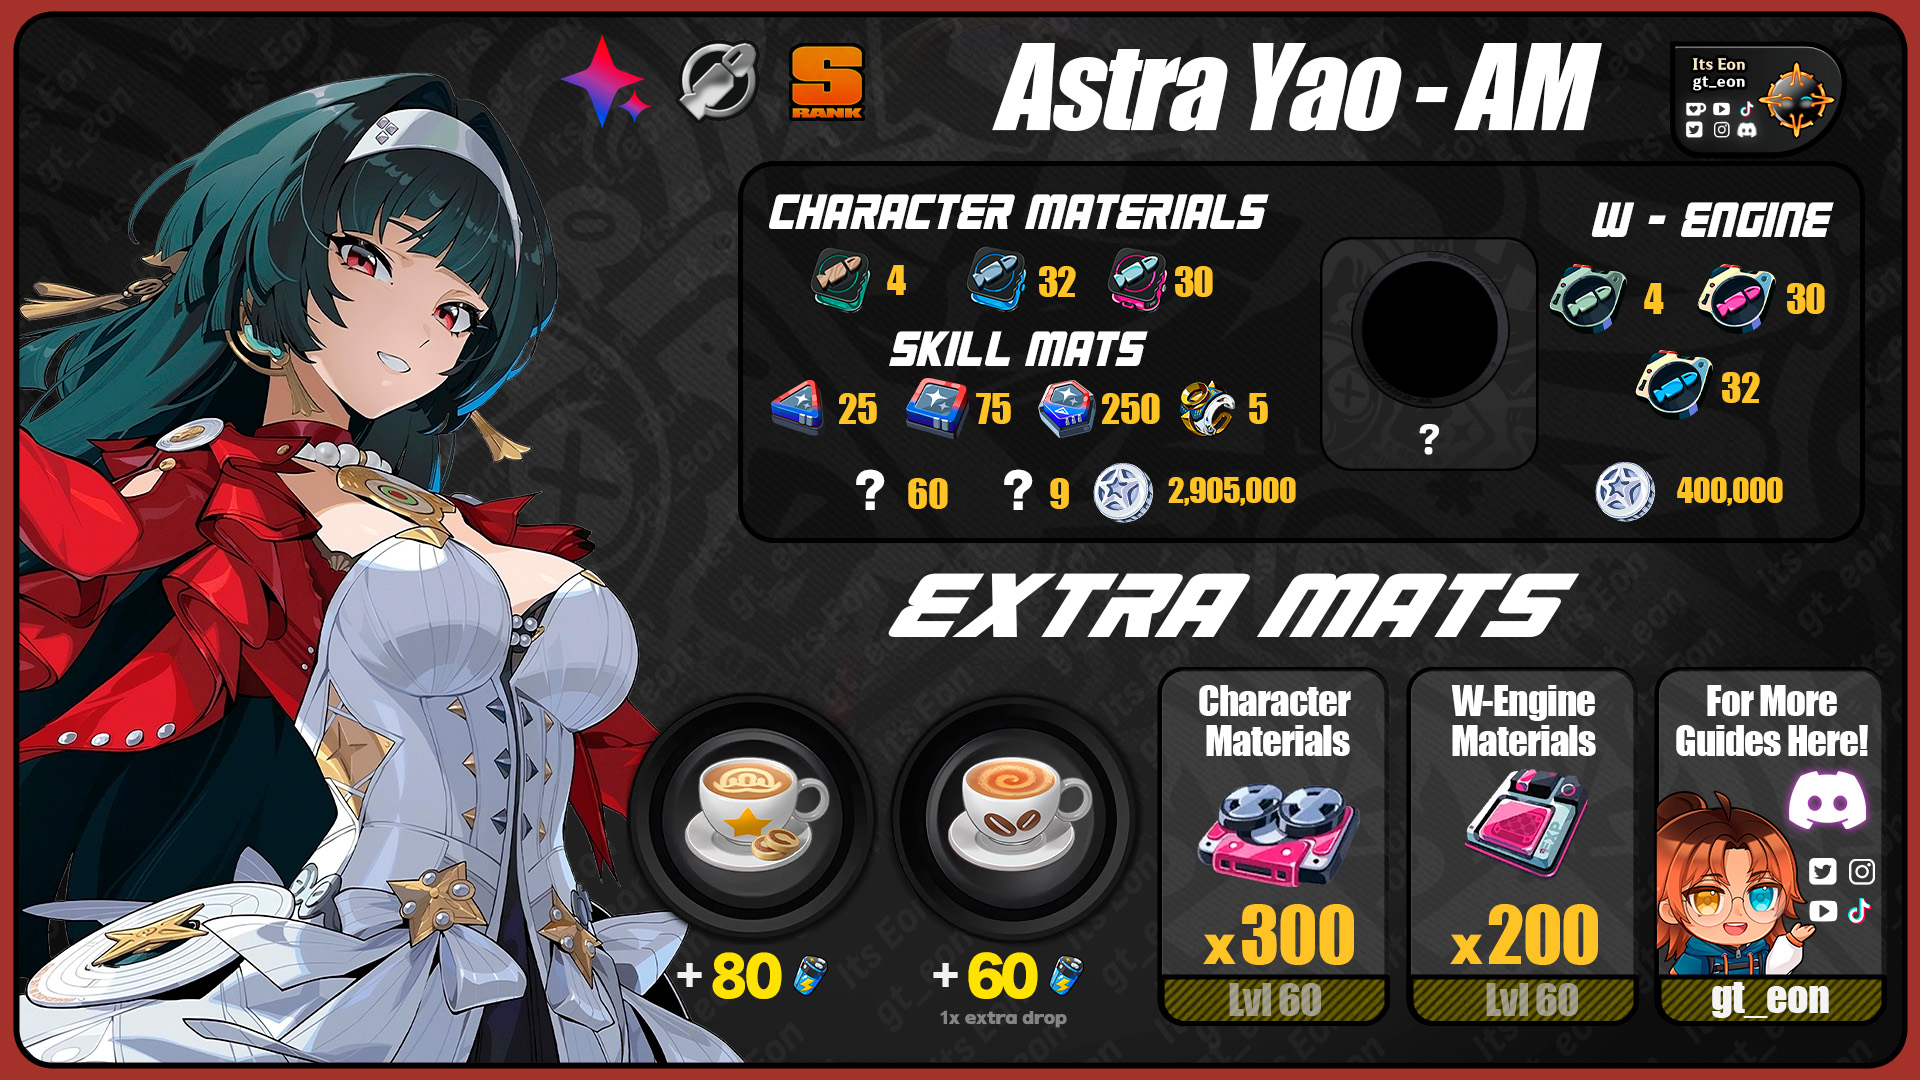 S
RANK
Astra Yao - AM
Its Eon
gt_eon
CHARACTER MATERIALS
4
32
30
SKILL MATS
25
75
250
5
? 60
? 9
2,905,000
?
W - ENGINE
4
30
32
400,000
EXTRA MATS
+ 80
+ 60
1x extra drop
Character
Materials
x300
Lvl 60
W-Engine
Materials
x200
Lvl 60
For More
Guides Here!
gt_eon